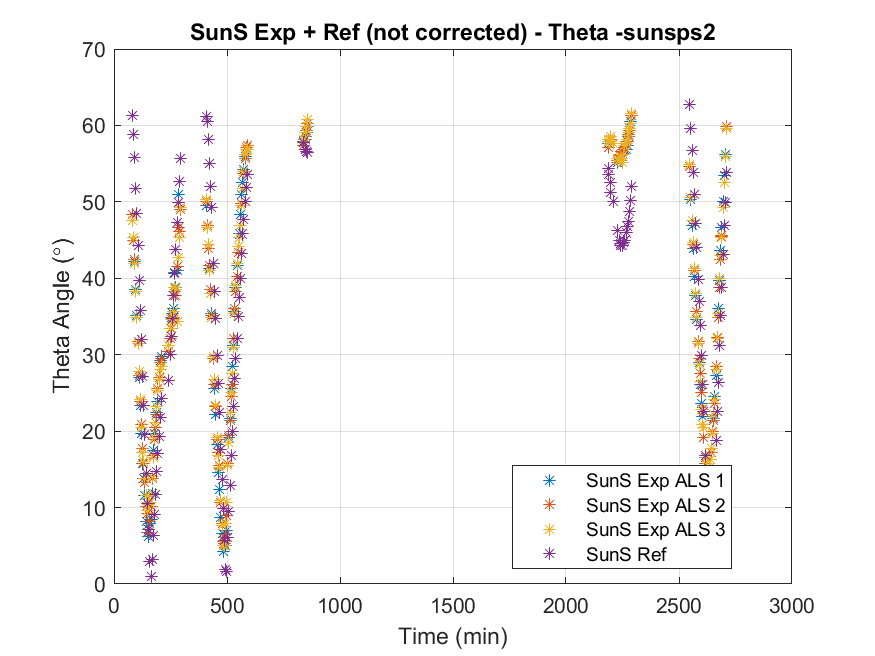 SunS Exp + Ref (not corrected) - Theta -sunsps2
70
60
50
40
30
20
10
0
Theta Angle (°)
SunS Exp ALS 1
SunS Exp ALS 2
SunS Exp ALS 3
SunS Ref
0 500 1000 1500 2000 2500 3000
Time (min)